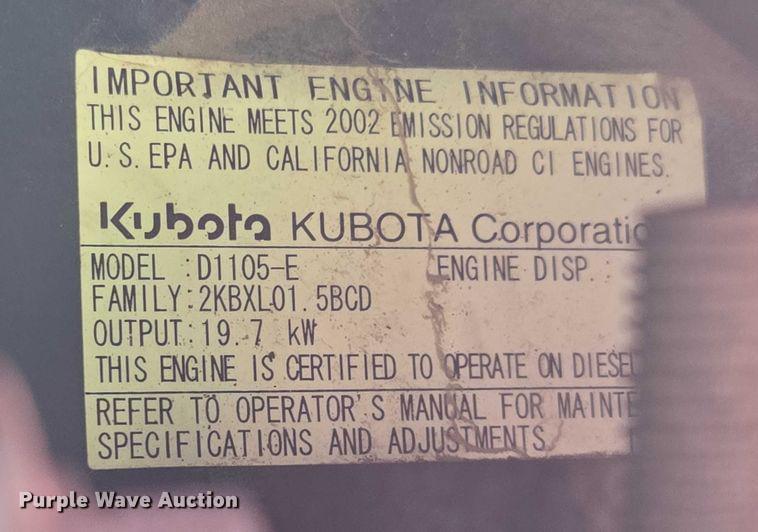 IMPORTANT ENGINE INFORMATION
THIS ENGINE MEETS 2002 EMISSION REGULATIONS FOR
U.S. EPA AND CALIFORNIA NONROAD CI ENGINES.
Kubota KUBOTA Corporatio
MODEL :D1105-E ENGINE DISP. :
FAMILY:2KBXL01.5BCD
OUTPUT:19.7 kW
THIS ENGINE IS CERTIFIED TO OPERATE ON DIESEL
REFER TO OPERATOR'S MANUAL FOR MAINTE
SPECIFICATIONS AND ADJUSTMENTS
Purple Wave Auction